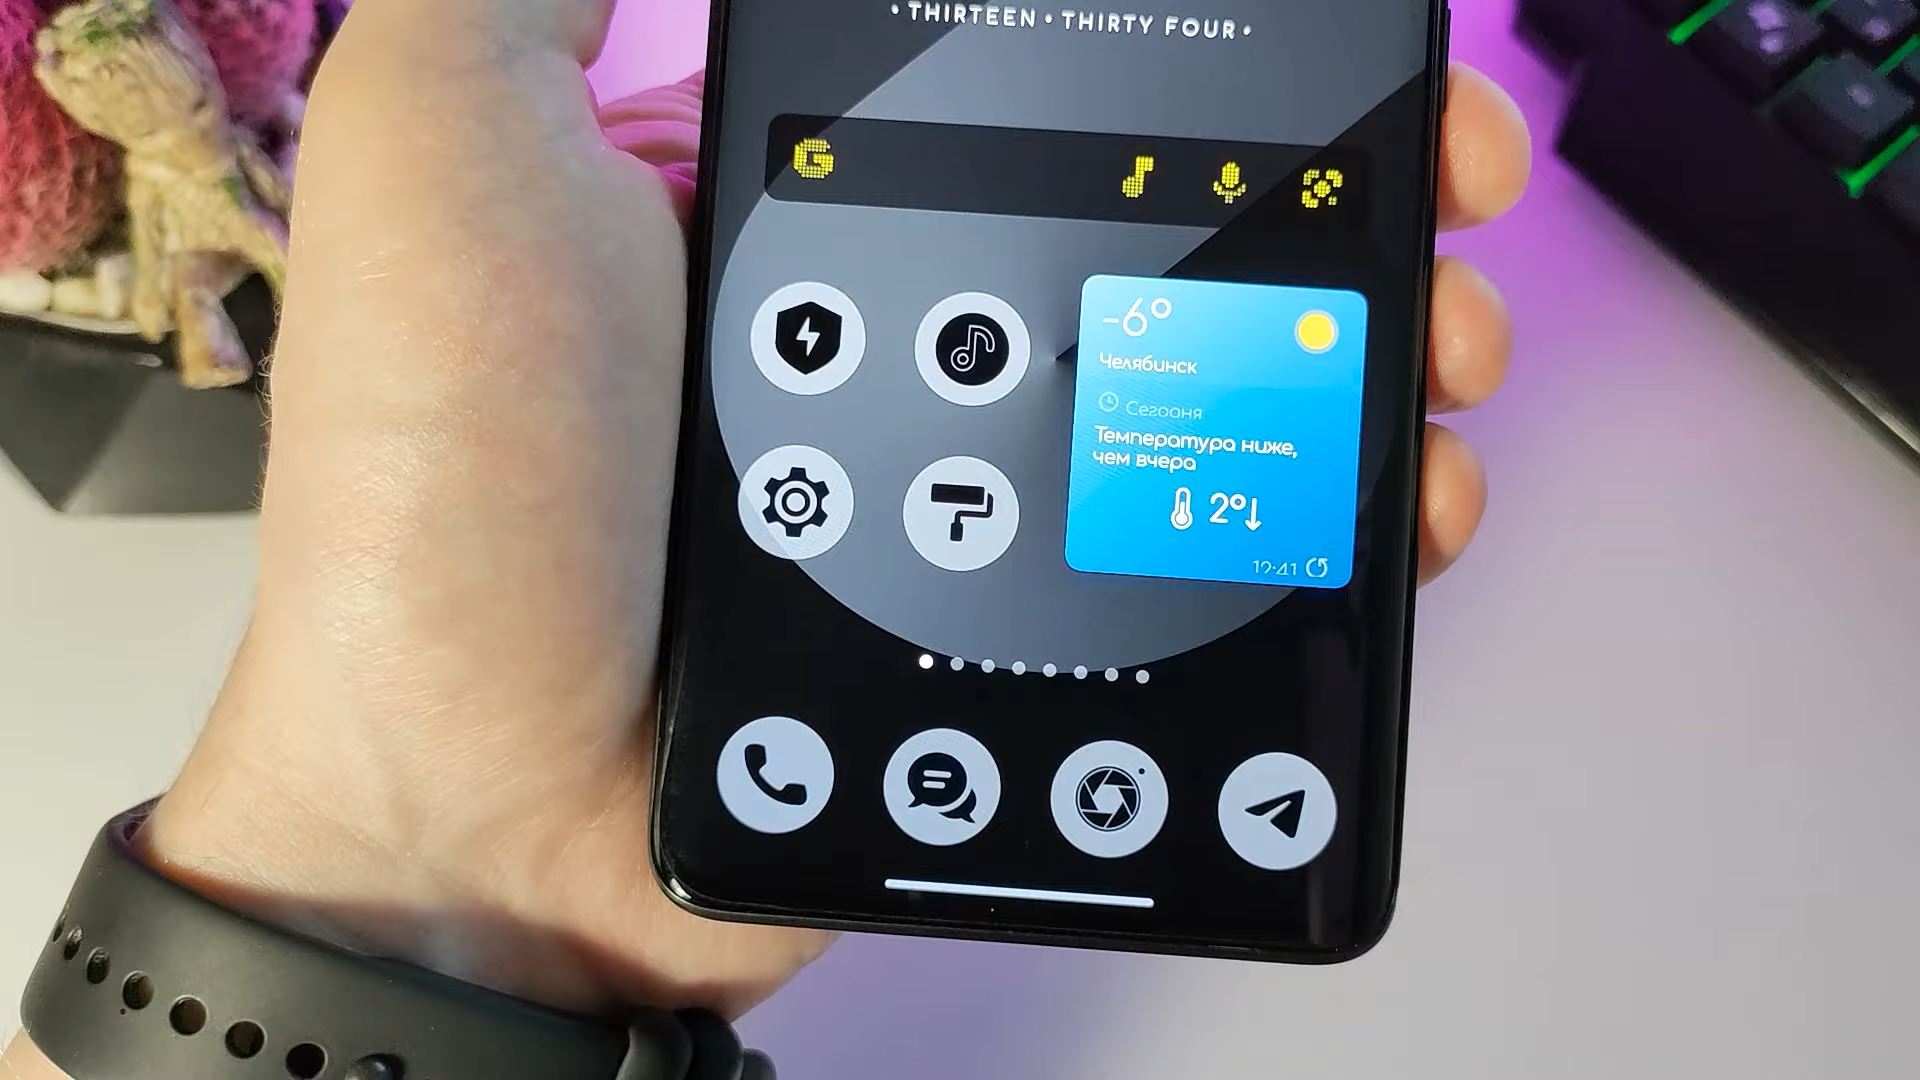 • THIRTEEN • THIRTY FOUR •
G
-6°
Челябинск
Сегодня
Температура ниже,
чем вчера
2°↓
12:41